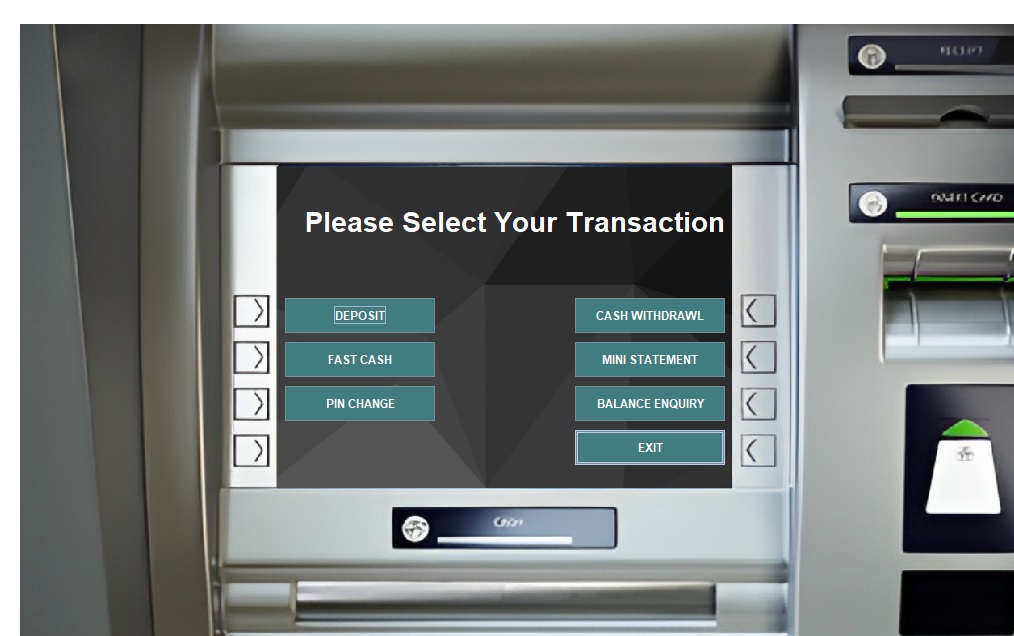 Please Select Your Transaction
DEPOSIT
CASH WITHDRAWL
FAST CASH
MINI STATEMENT
PIN CHANGE
BALANCE ENQUIRY
EXIT